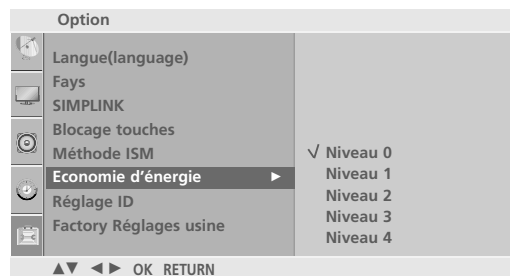 Option
Langue(language)
Fays
SIMPLINK
Blocage touches
Méthode ISM
Economie d'énergie ►
Réglage ID
Factory Réglages usine
√ Niveau 0
Niveau 1
Niveau 2
Niveau 3
Niveau 4
▲▼ ◄► OK RETURN